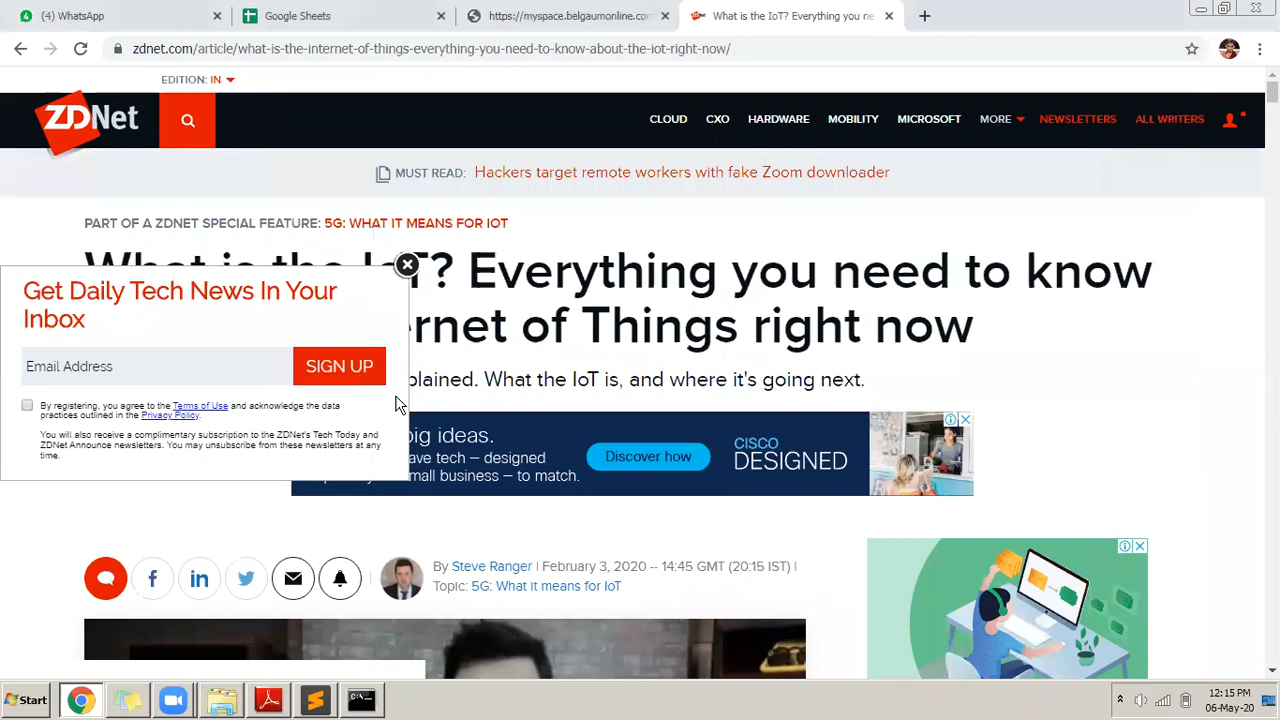 (4) WhatsApp
Google Sheets
https://myspace.belgaumonline.com
What is the IoT? Everything you ne
zdnet.com/article/what-is-the-internet-of-things-everything-you-need-to-know-about-the-iot-right-now/
EDITION: IN
ZDNet
CLOUD CXO HARDWARE MOBILITY MICROSOFT MORE NEWSLETTERS ALL WRITERS
MUST READ: Hackers target remote workers with fake Zoom downloader
PART OF A ZDNET SPECIAL FEATURE: 5G: WHAT IT MEANS FOR IOT
What is the IoT? Everything you need to know
ernet of Things right now
plained. What the IoT is, and where it's going next.
Get Daily Tech News In Your
Inbox
Email Address
SIGN UP
By registering, you agree to the Terms of Use and acknowledge the data
practices outlined in the Privacy Policy.
You will also receive a complimentary subscription to the ZDNet's Tech Today and
ZDNet Announce newsletters. You may unsubscribe from these newsletters at any
time.
big ideas.
ave tech – designed
mall business – to match.
Discover how
CISCO
DESIGNED
By Steve Ranger | February 3, 2020 -- 14:45 GMT (20:15 IST) |
Topic: 5G: What it means for IoT
Start
12:15 PM
06-May-20